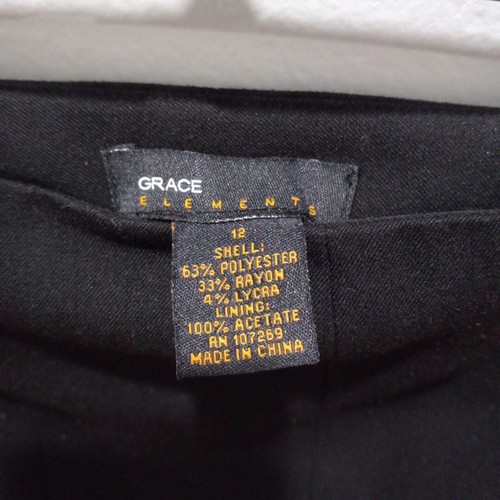 GRACE
ELEMENTS
12
SHELL:
63% POLYESTER
33% RAYON
4% LYCRA
LINING:
100% ACETATE
RN 107269
MADE IN CHINA